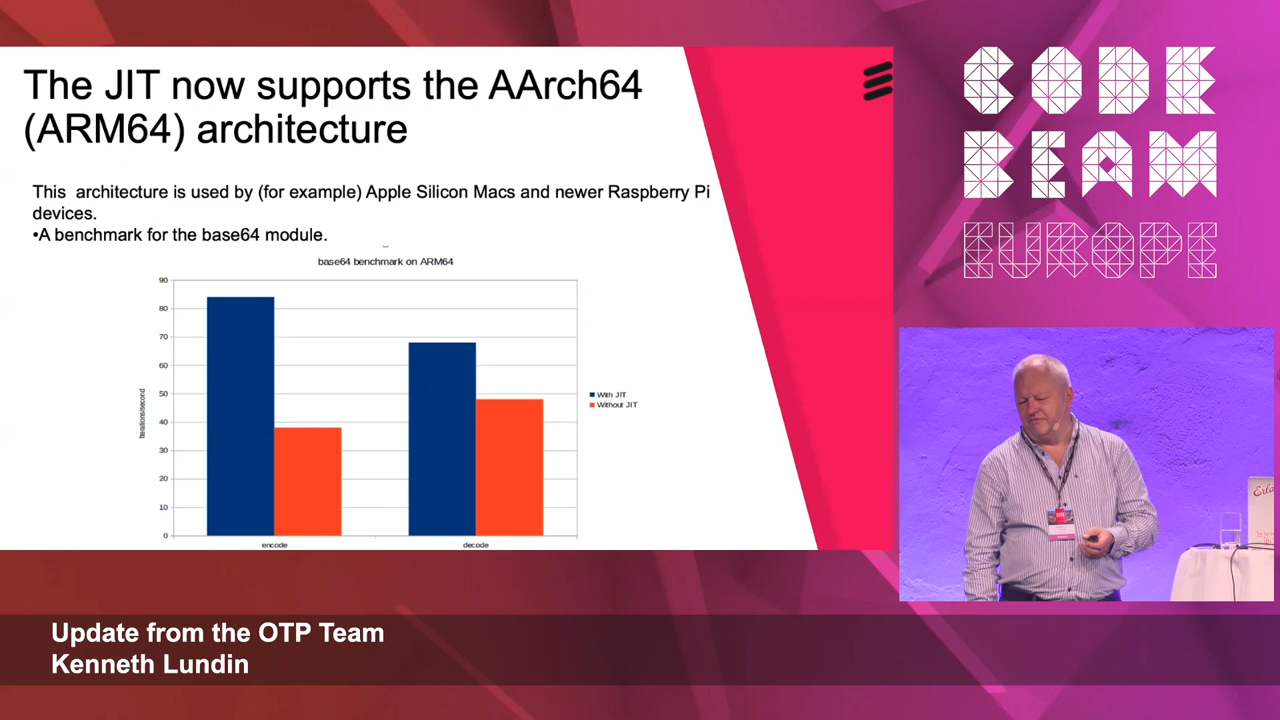 The JIT now supports the AArch64
(ARM64) architecture
This architecture is used by (for example) Apple Silicon Macs and newer Raspberry Pi
devices.
•A benchmark for the base64 module.
base64 benchmark on ARM64
90
80
70
60
50
40
30
20
10
0
Iterations/second
encode
decode
With JIT
Without JIT
CODE
BEAM
EUROPE
Erla
Update from the OTP Team
Kenneth Lundin